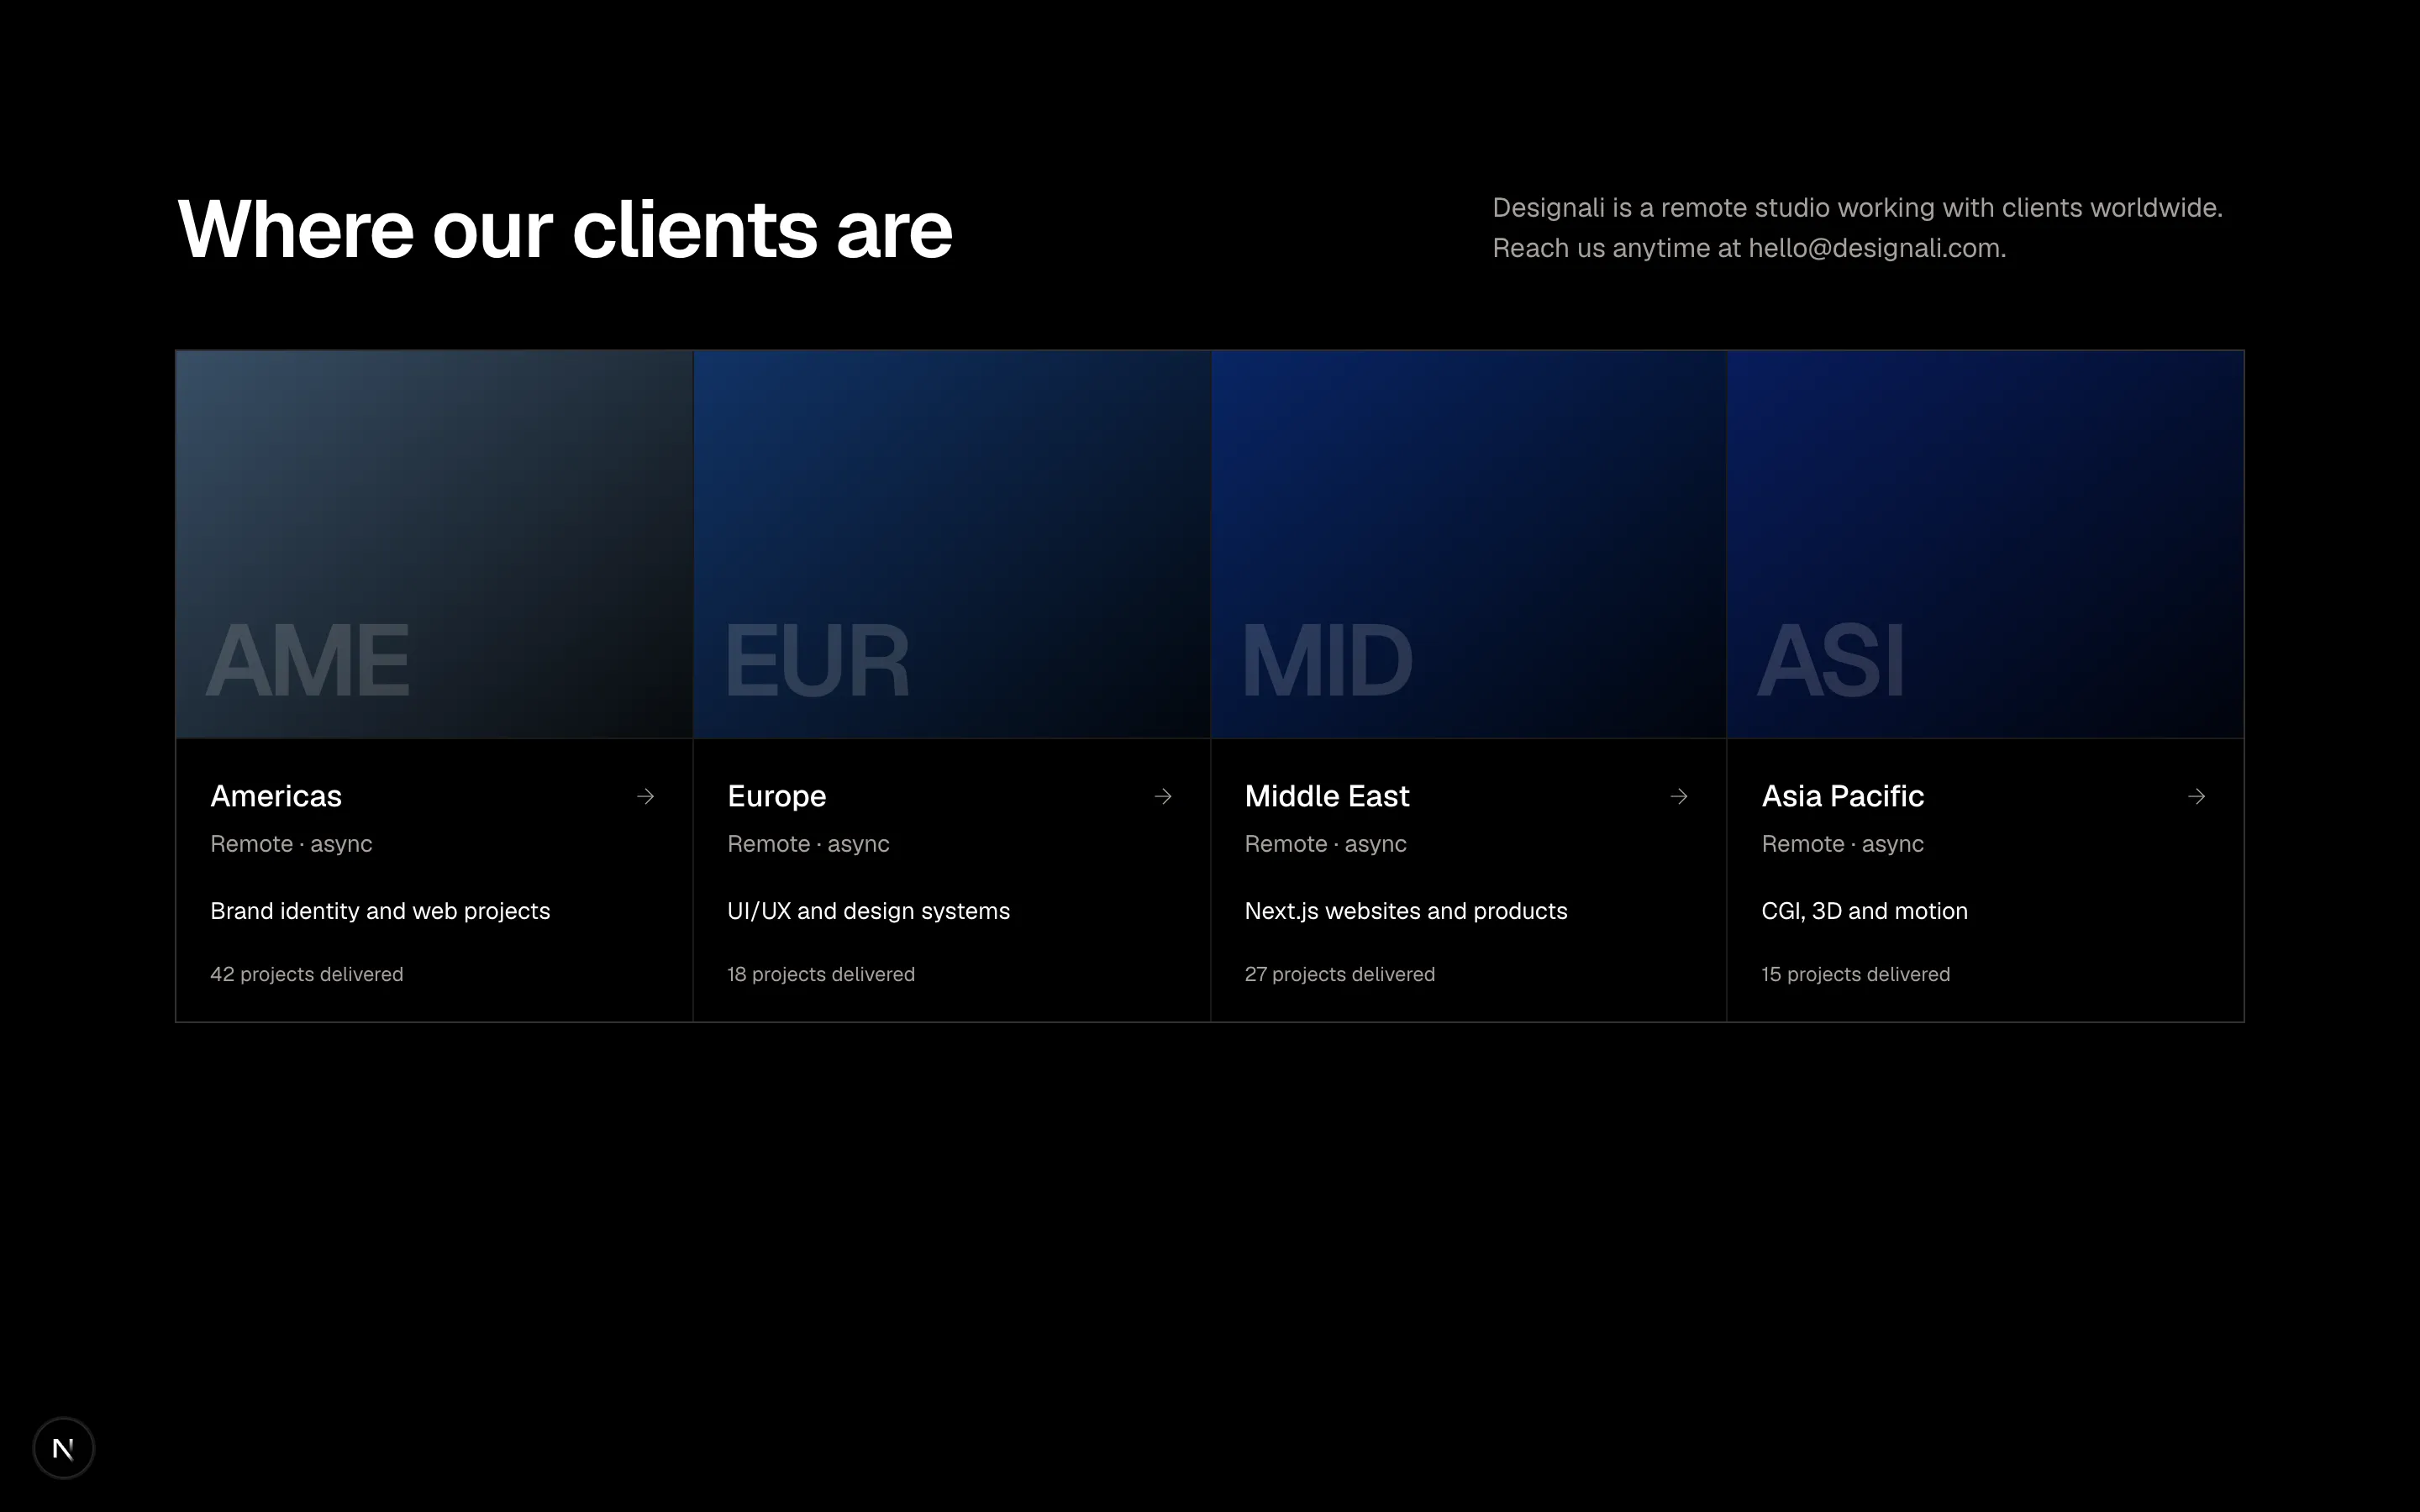 Where our clients are
Designali is a remote studio working with clients worldwide.
Reach us anytime at hello@designali.com.
AME
EUR
MID
ASI
Americas
Remote · async
Brand identity and web projects
42 projects delivered
Europe
Remote · async
UI/UX and design systems
18 projects delivered
Middle East
Remote · async
Next.js websites and products
27 projects delivered
Asia Pacific
Remote · async
CGI, 3D and motion
15 projects delivered
N